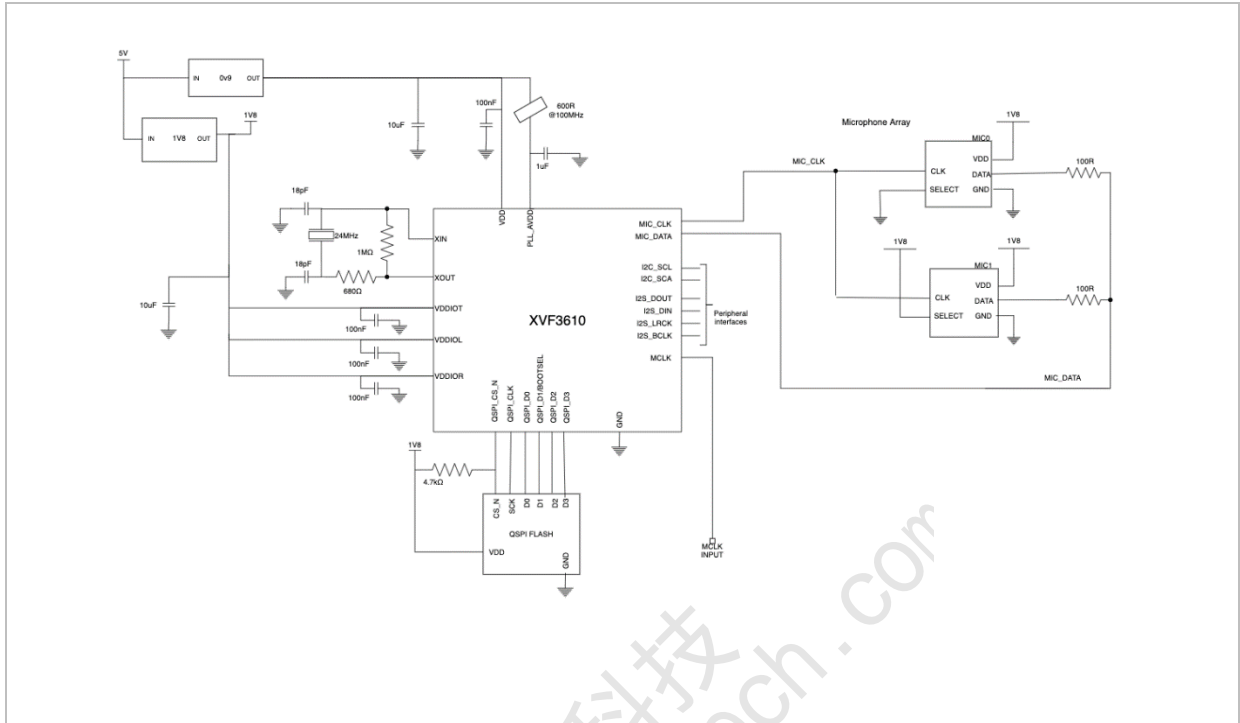 5V
IN 0v9 OUT
1V8
IN 1V8 OUT
10uF
100nF
600R
@100MHz
1uF
Microphone Array
MIC_CLK
MIC0
1V8
VDD
CLK
DATA
SELECT
GND
100R
1V8
1V8
MIC1
VDD
CLK
DATA
SELECT
GND
100R
MIC_DATA
18pF
24MHz
1MΩ
18pF
680Ω
10uF
100nF
100nF
100nF
VDD
PLL_AVDD
XIN
XOUT
VDDIOT
VDDIOL
VDDIOR
XVF3610
MIC_CLK
MIC_DATA
I2C_SCL
I2C_SCA
I2S_DOUT
I2S_DIN
I2S_LRCK
I2S_BCLK
Peripheral
interfaces
MCLK
QSPI_CS_N
QSPI_CLK
QSPI_D0
QSPI_D1/BOOTSEL
QSPI_D2
QSPI_D3
GND
1V8
4.7kΩ
CS_N
SCK
D0
D1
D2
D3
QSPI FLASH
VDD
GND
MCLK
INPUT
科技
ch.com